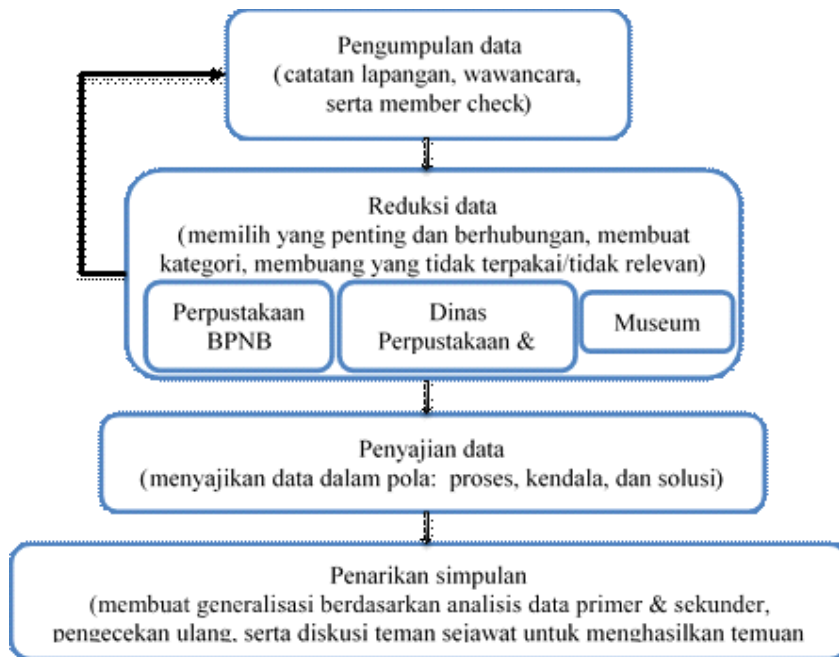 Pengumpulan data
(catatan lapangan, wawancara,
serta member check)
Reduksi data
(memilih yang penting dan berhubungan, membuat
kategori, membuang yang tidak terpakai/tidak relevan)
Perpustakaan
BPNB
Dinas
Perpustakaan &
Museum
Penyajian data
(menyajikan data dalam pola: proses, kendala, dan solusi)
Penarikan simpulan
(membuat generalisasi berdasarkan analisis data primer & sekunder,
pengecekan ulang, serta diskusi teman sejawat untuk menghasilkan temuan